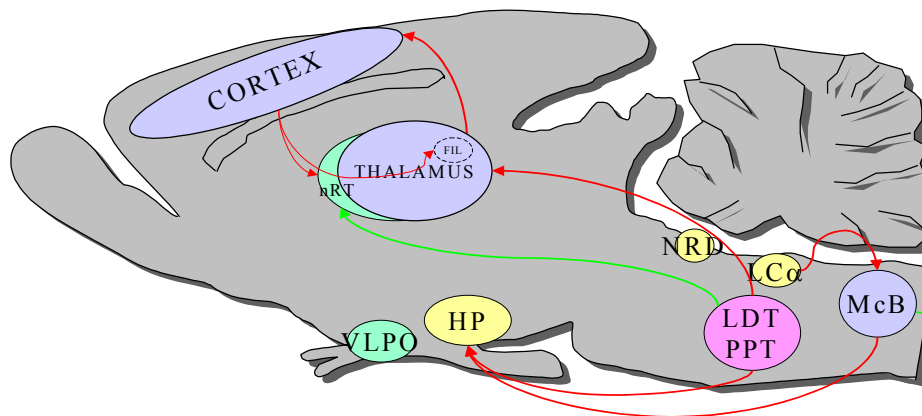 CORTEX
FIL
THALAMUS
nRT
NRD
LCα
McB
HP
LDT
PPT
VLPO